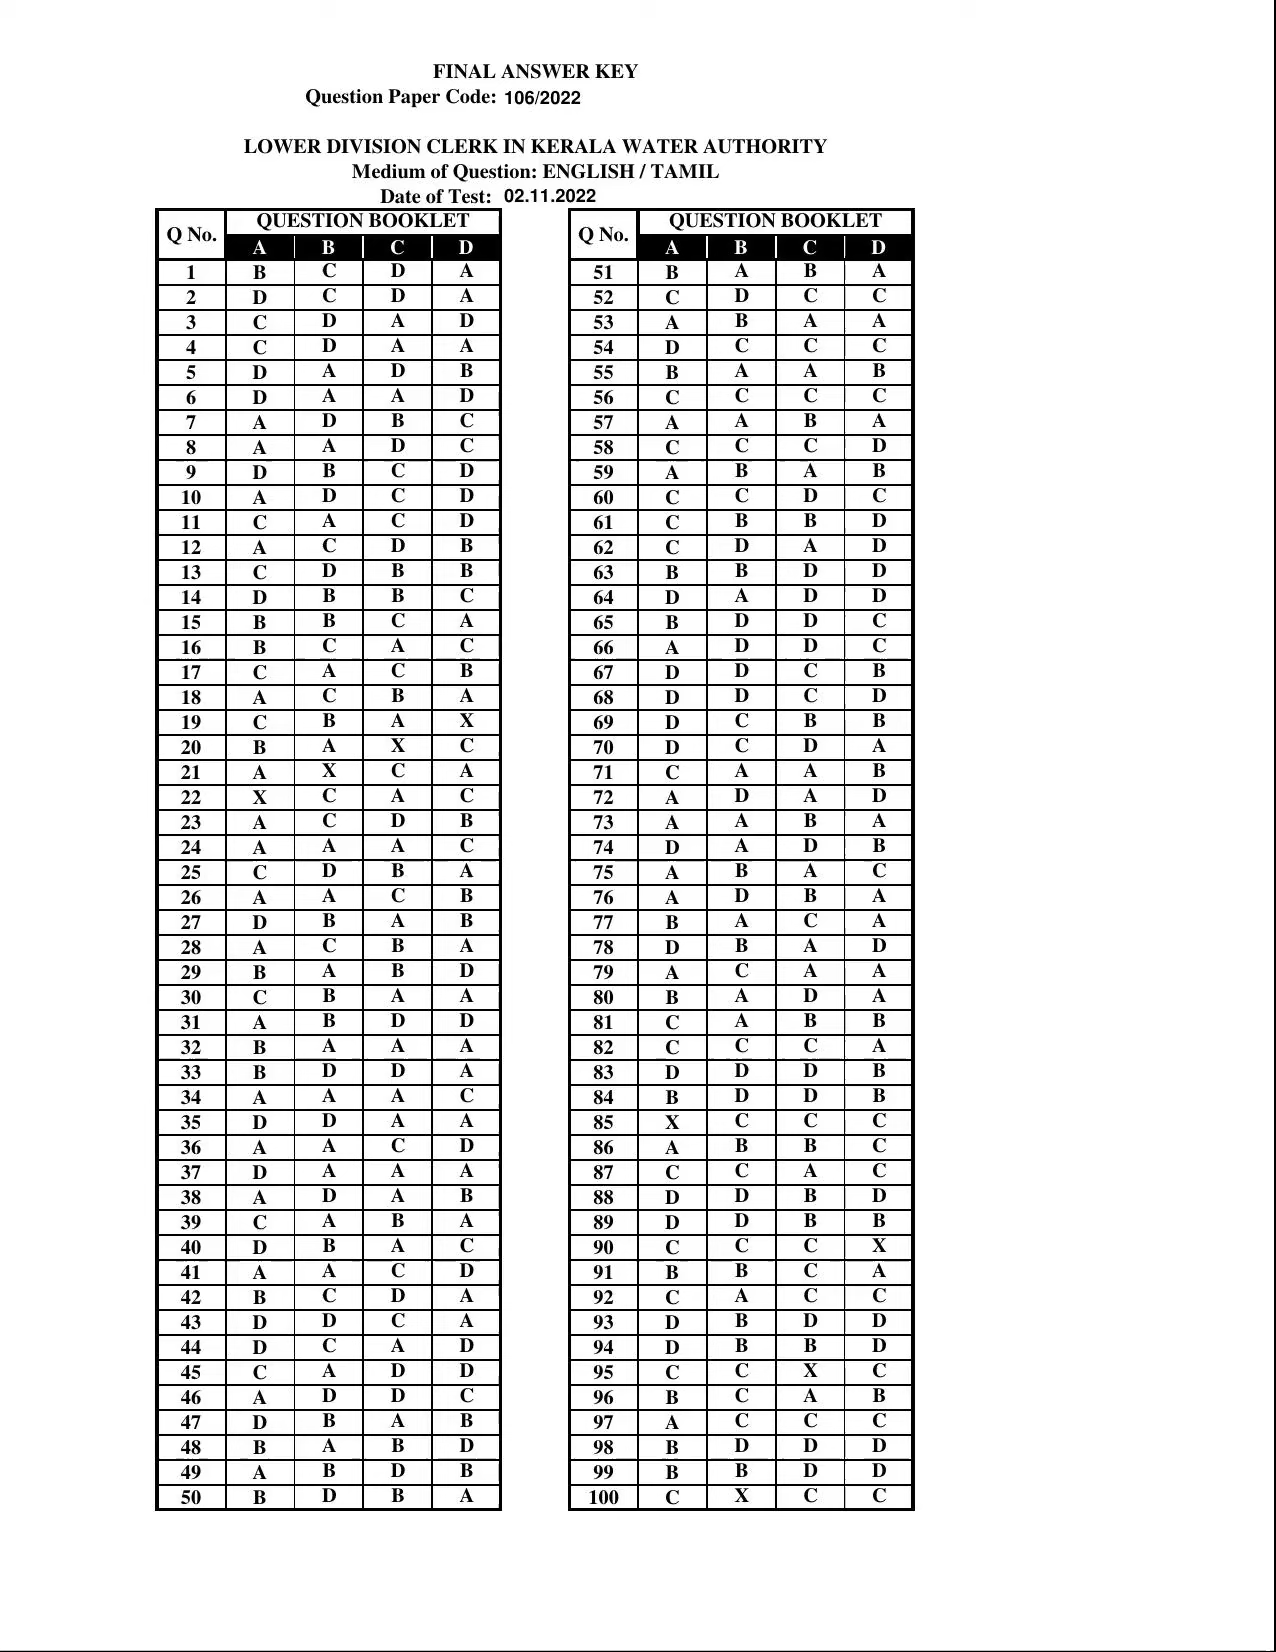 FINAL ANSWER KEY
Question Paper Code: 106/2022
LOWER DIVISION CLERK IN KERALA WATER AUTHORITY
Medium of Question: ENGLISH / TAMIL
Date of Test: 02.11.2022
Q No. QUESTION BOOKLET Q No. QUESTION BOOKLET
A B C D A B C D
1 B C D A 51 B A B A
2 D C D A 52 C D C C
3 C D A D 53 A B A A
4 C D A A 54 D C C C
5 D A D B 55 B A A B
6 D A A D 56 C C C C
7 A D B C 57 A A B A
8 A A D C 58 C C C D
9 D B C D 59 A B A B
10 A D C D 60 C C D C
11 C A C D 61 C B B D
12 A C D B 62 C D A D
13 C D B B 63 B B D D
14 D B B C 64 D A D D
15 B B C A 65 B D D C
16 B C A C 66 A D D C
17 C A C B 67 D D C B
18 A C B A 68 D D C D
19 C B A X 69 D C B B
20 B A X C 70 D C D A
21 A X C A 71 C A A B
22 X C A C 72 A D A D
23 A C D B 73 A A B A
24 A A A C 74 D A D B
25 C D B A 75 A B A C
26 A A C B 76 A D B A
27 D B A B 77 B A C A
28 A C B A 78 D B A D
29 B A B D 79 A C A A
30 C B A A 80 B A D A
31 A B D D 81 C A B B
32 B A A A 82 C C C A
33 B D D A 83 D D D B
34 A A A C 84 B D D B
35 D D A A 85 X C C C
36 A A C D 86 A B B C
37 D A A A 87 C C A C
38 A D A B 88 D D B D
39 C A B A 89 D D B B
40 D B A C 90 C C C X
41 A A C D 91 B B C A
42 B C D A 92 C A C C
43 D D C A 93 D B D D
44 D C A D 94 D B B D
45 C A D D 95 C C X C
46 A D D C 96 B C A B
47 D B A B 97 A C C C
48 B A B D 98 B D D D
49 A B D B 99 B B D D
50 B D B A 100 C X C C